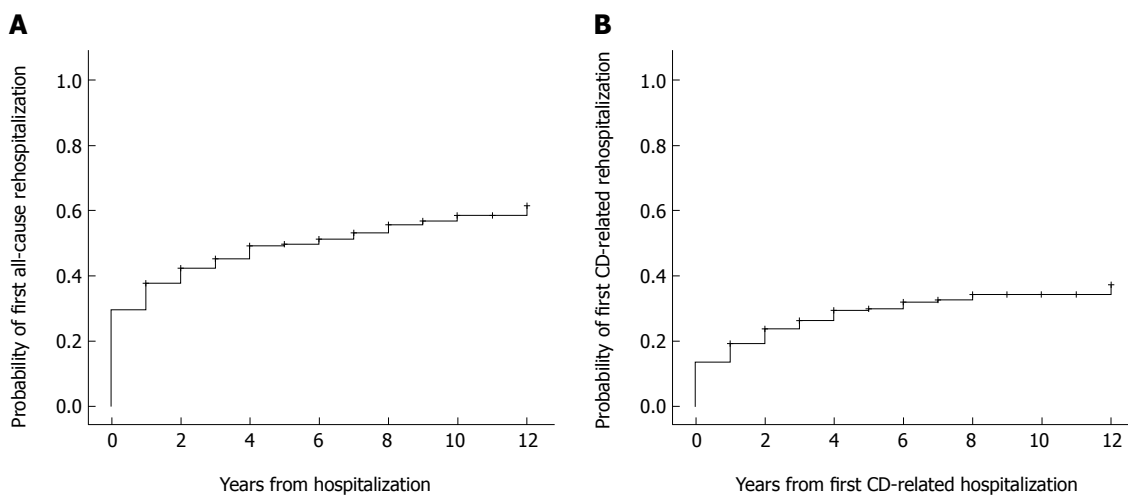 A
Probability of first all-cause rehospitalization
1.0
0.8
0.6
0.4
0.2
0.0
0 2 4 6 8 10 12
Years from hospitalization
B
Probability of first CD-related rehospitalization
1.0
0.8
0.6
0.4
0.2
0.0
0 2 4 6 8 10 12
Years from first CD-related hospitalization